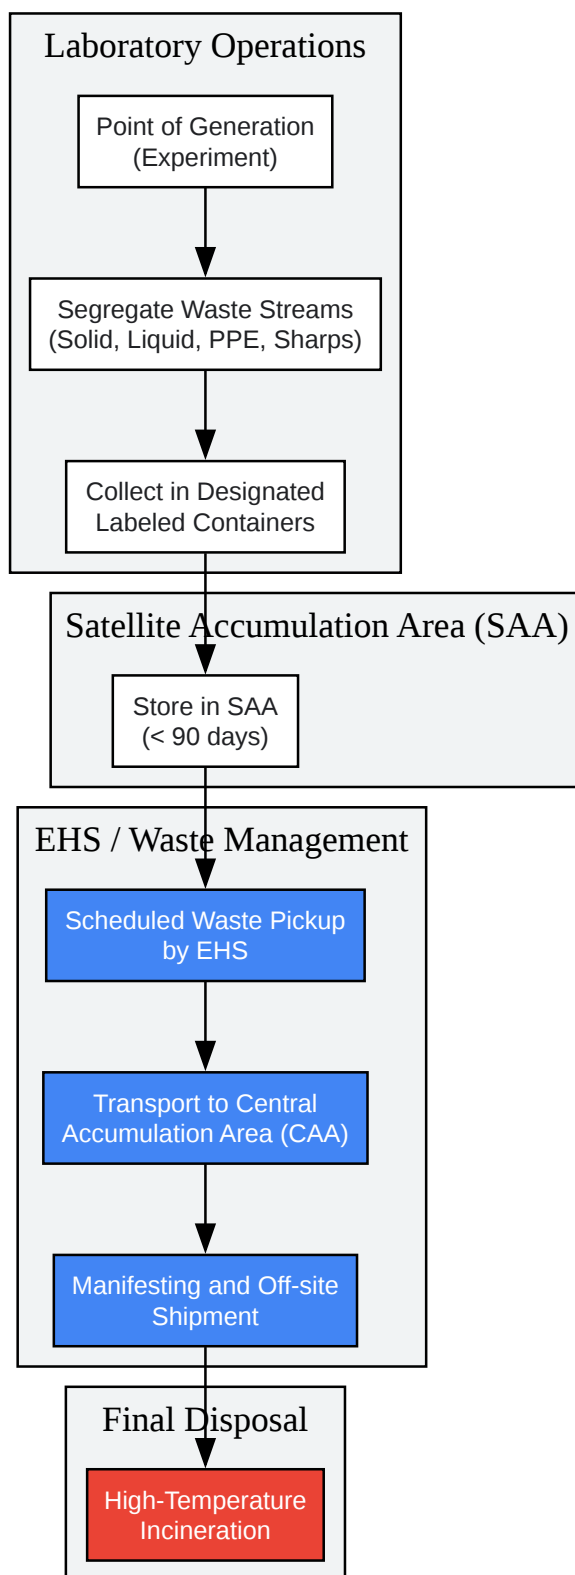 Laboratory Operations
Point of Generation
(Experiment)
Segregate Waste Streams
(Solid, Liquid, PPE, Sharps)
Collect in Designated
Labeled Containers
Satellite Accumulation Area (SAA)
Store in SAA
(< 90 days)
EHS / Waste Management
Scheduled Waste Pickup
by EHS
Transport to Central
Accumulation Area (CAA)
Manifesting and Off-site
Shipment
Final Disposal
High-Temperature
Incineration